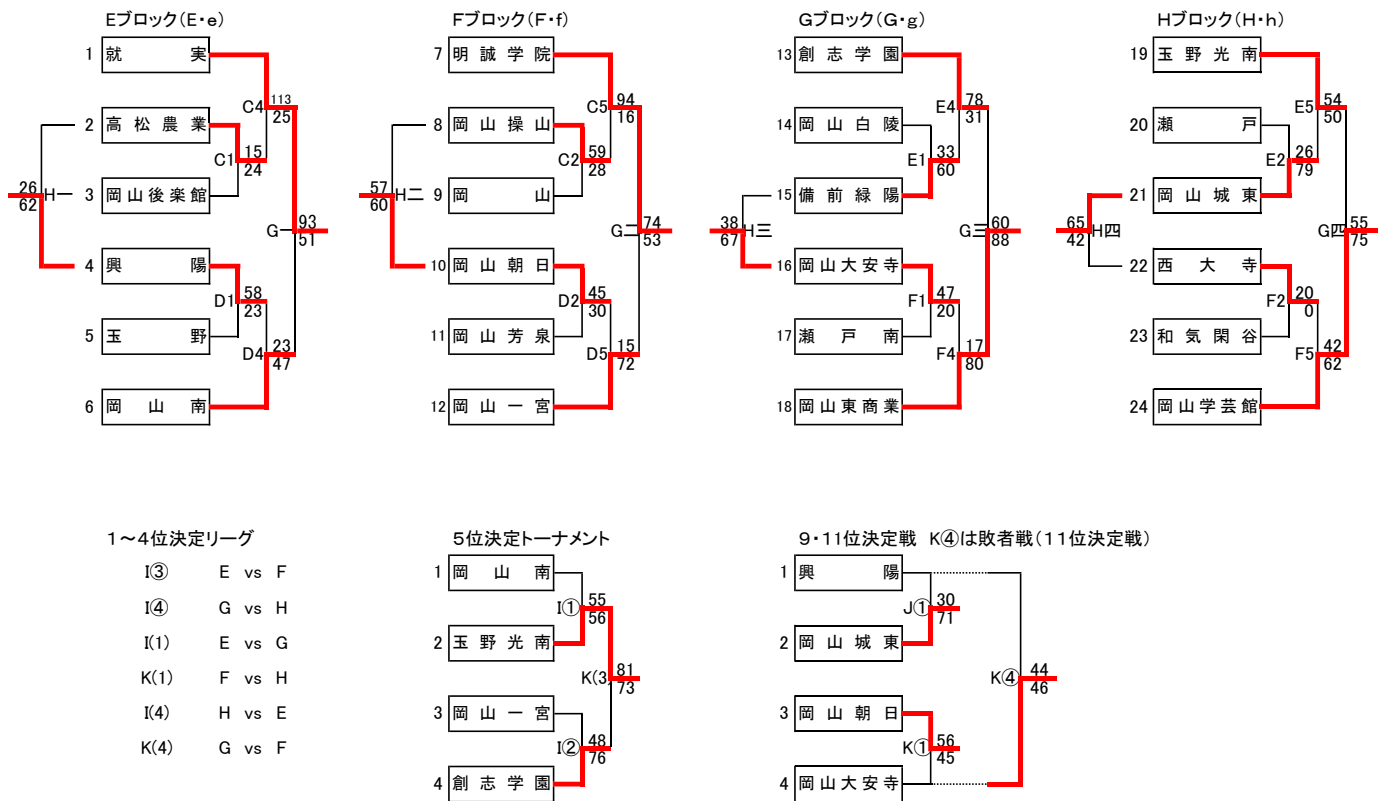 Eブロック(E・e)
1 就実
C4 113
25
2 高松農業
C1 15
24
3 岡山後楽館
26
62
H一
G一 93
51
4 興陽
D1 58
23
5 玉野
D4 23
47
6 岡山南
Fブロック(F・f)
7 明誠学院
C5 94
16
8 岡山操山
C2 59
28
9 岡山
57
60
H二
G二 74
53
10 岡山朝日
D2 45
30
11 岡山芳泉
D5 15
72
12 岡山一宮
Gブロック(G・g)
13 創志学園
E4 78
31
14 岡山白陵
E1 33
60
15 備前緑陽
38
67
H三
G三 60
88
16 岡山大安寺
F1 47
20
17 瀬戸南
F4 17
80
18 岡山東商業
Hブロック(H・h)
19 玉野光南
E5 54
50
20 瀬戸
E2 26
79
21 岡山城東
65
42
H四
G四 55
75
22 西大寺
F2 20
0
23 和気閑谷
F5 42
62
24 岡山学芸館
1～4位決定リーグ
I③ E vs F
I④ G vs H
I(1) E vs G
K(1) F vs H
I(4) H vs E
K(4) G vs F
5位決定トーナメント
1 岡山南
I① 55
56
2 玉野光南
K(3 81
73
3 岡山一宮
I② 48
76
4 創志学園
9・11位決定戦 K④は敗者戦(11位決定戦)
1 興陽
J① 30
71
2 岡山城東
K④ 44
46
3 岡山朝日
K① 56
45
4 岡山大安寺